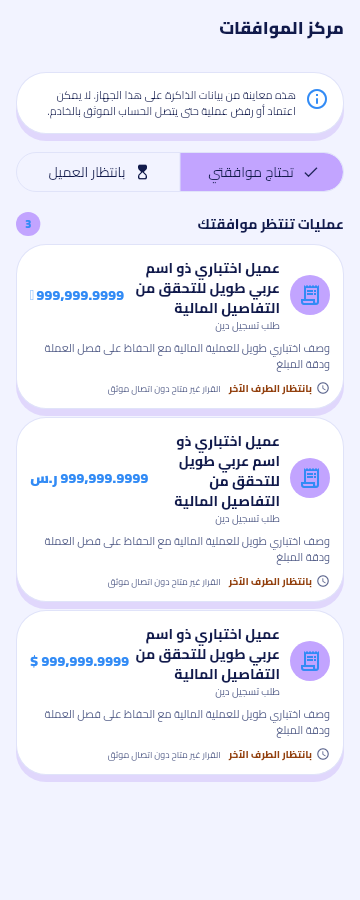 مركز الموافقات
هذه معاينة من بيانات الذاكرة على هذا الجهاز. لا يمكن
اعتماد أو رفض عملية حتى يتصل الحساب الموثق بالخادم.
تحتاج موافقتي
بانتظار العميل
عمليات تنتظر موافقتك
3
عميل اختباري ذو اسم
عربي طويل للتحقق من
التفاصيل المالية
999,999.9999
طلب تسجيل دين
وصف اختباري طويل للعملية المالية مع الحفاظ على فصل العملة
ودقة المبلغ
بانتظار الطرف الآخر
القرار غير متاح دون اتصال موثق
عميل اختباري ذو
اسم عربي طويل
للتحقق من
التفاصيل المالية
999,999.9999 ر.س
طلب تسجيل دين
وصف اختباري طويل للعملية المالية مع الحفاظ على فصل العملة
ودقة المبلغ
بانتظار الطرف الآخر
القرار غير متاح دون اتصال موثق
عميل اختباري ذو اسم
عربي طويل للتحقق من
التفاصيل المالية
999,999.9999 $
طلب تسجيل دين
وصف اختباري طويل للعملية المالية مع الحفاظ على فصل العملة
ودقة المبلغ
بانتظار الطرف الآخر
القرار غير متاح دون اتصال موثق